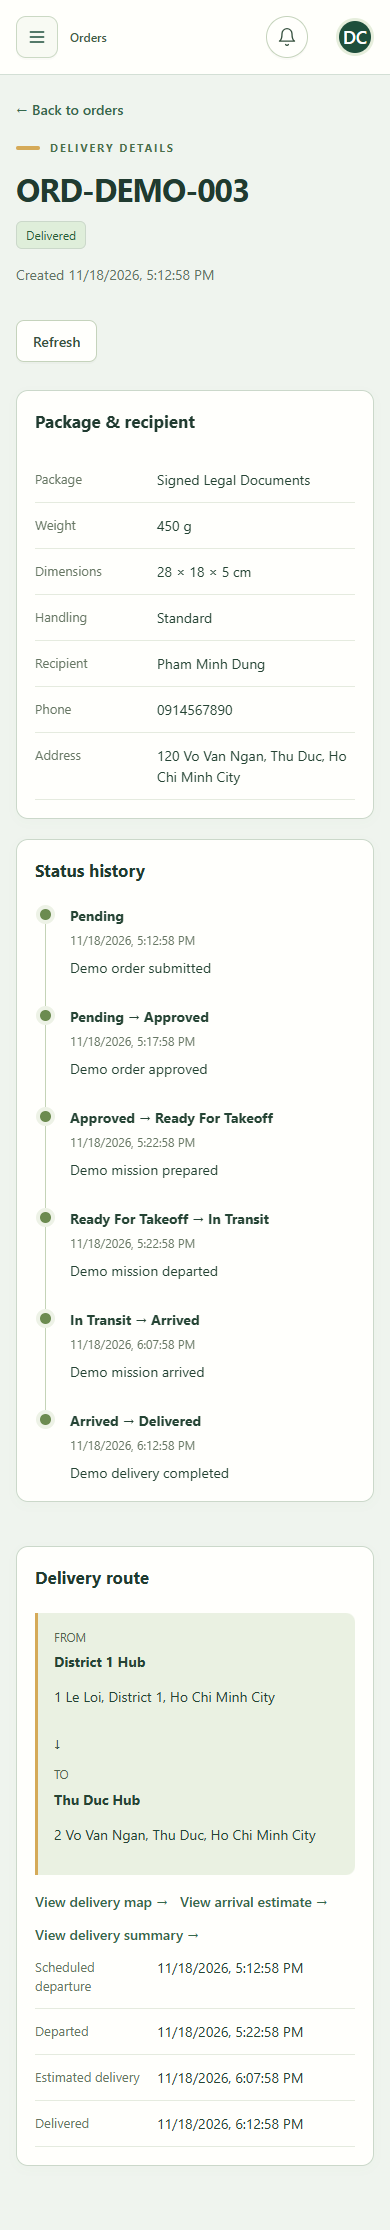 Orders
DC
← Back to orders
DELIVERY DETAILS
ORD-DEMO-003
Delivered
Created 11/18/2026, 5:12:58 PM
Refresh
Package & recipient
Package Signed Legal Documents
Weight 450 g
Dimensions 28 × 18 × 5 cm
Handling Standard
Recipient Pham Minh Dung
Phone 0914567890
Address 120 Vo Van Ngan, Thu Duc, Ho
Chi Minh City
Status history
Pending
11/18/2026, 5:12:58 PM
Demo order submitted
Pending → Approved
11/18/2026, 5:17:58 PM
Demo order approved
Approved → Ready For Takeoff
11/18/2026, 5:22:58 PM
Demo mission prepared
Ready For Takeoff → In Transit
11/18/2026, 5:22:58 PM
Demo mission departed
In Transit → Arrived
11/18/2026, 6:07:58 PM
Demo mission arrived
Arrived → Delivered
11/18/2026, 6:12:58 PM
Demo delivery completed
Delivery route
FROM
District 1 Hub
1 Le Loi, District 1, Ho Chi Minh City
↓
TO
Thu Duc Hub
2 Vo Van Ngan, Thu Duc, Ho Chi Minh City
View delivery map → View arrival estimate →
View delivery summary →
Scheduled departure 11/18/2026, 5:12:58 PM
Departed 11/18/2026, 5:22:58 PM
Estimated delivery 11/18/2026, 6:07:58 PM
Delivered 11/18/2026, 6:12:58 PM